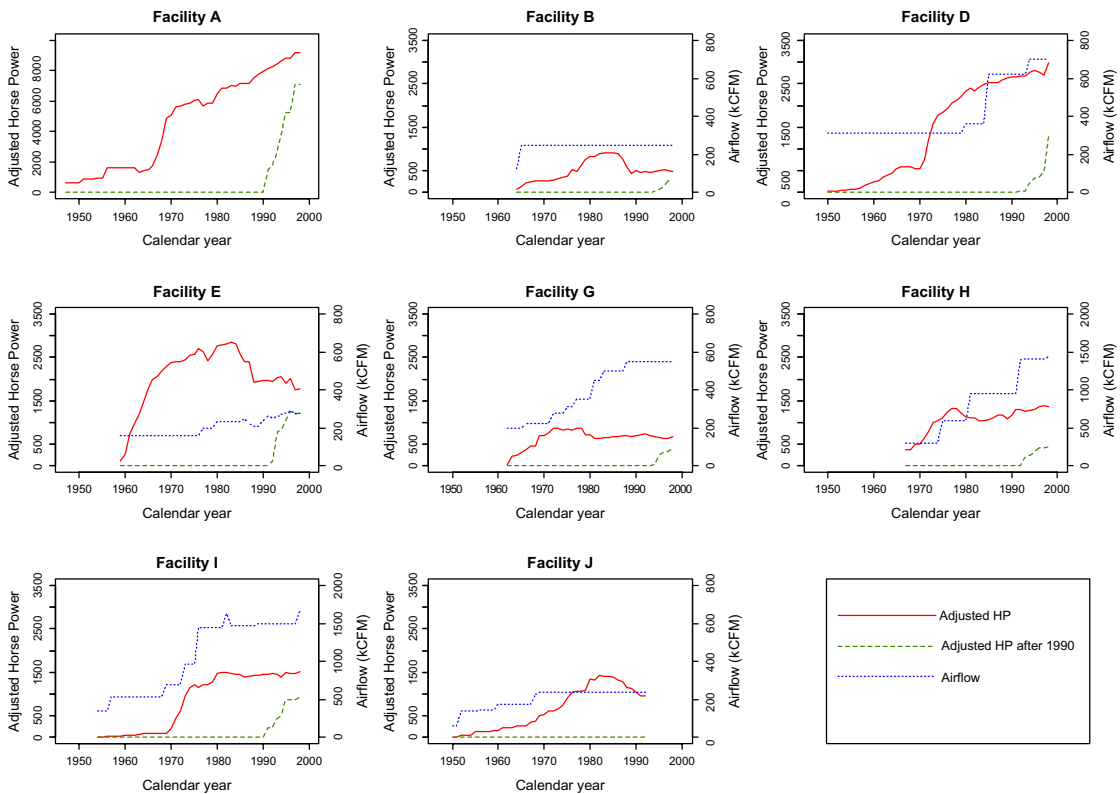 Facility A
Adjusted Horse Power
0 2000 4000 6000 8000
1950 1960 1970 1980 1990 2000
Calendar year
Facility B
Adjusted Horse Power
0 500 1500 2500 3500
Airflow (kCFM)
0 200 400 600 800
1950 1960 1970 1980 1990 2000
Calendar year
Facility D
Adjusted Horse Power
0 500 1500 2500 3500
Airflow (kCFM)
0 200 400 600 800
1950 1960 1970 1980 1990 2000
Calendar year
Facility E
Adjusted Horse Power
0 500 1500 2500 3500
Airflow (kCFM)
0 200 400 600 800
1950 1960 1970 1980 1990 2000
Calendar year
Facility G
Adjusted Horse Power
0 500 1500 2500 3500
Airflow (kCFM)
0 200 400 600 800
1950 1960 1970 1980 1990 2000
Calendar year
Facility H
Adjusted Horse Power
0 500 1500 2500 3500
Airflow (kCFM)
0 500 1000 1500 2000
1950 1960 1970 1980 1990 2000
Calendar year
Facility I
Adjusted Horse Power
0 500 1500 2500 3500
Airflow (kCFM)
0 500 1000 1500 2000
1950 1960 1970 1980 1990 2000
Calendar year
Facility J
Adjusted Horse Power
0 500 1500 2500 3500
Airflow (kCFM)
0 200 400 600 800
1950 1960 1970 1980 1990 2000
Calendar year
Adjusted HP
Adjusted HP after 1990
Airflow